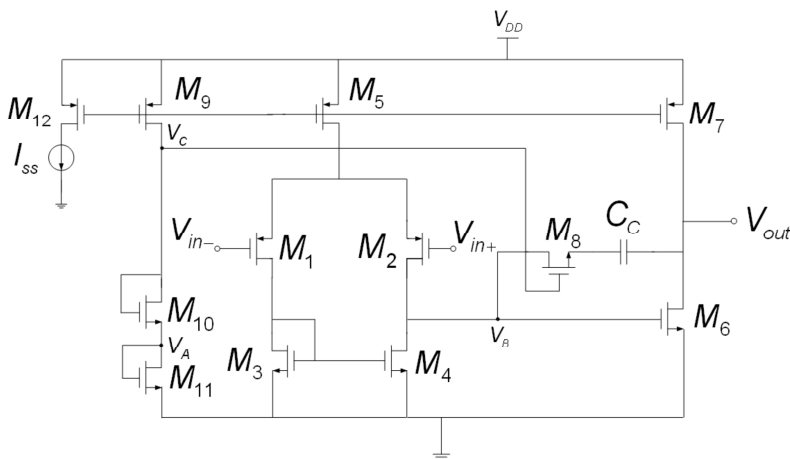 V_DD
M_9
M_5
M_12
M_7
V_C
I_ss
C_C
V_in−
M_1
M_2
V_in+
M_8
V_out
M_10
V_A
V_B
M_6
M_3
M_4
M_11